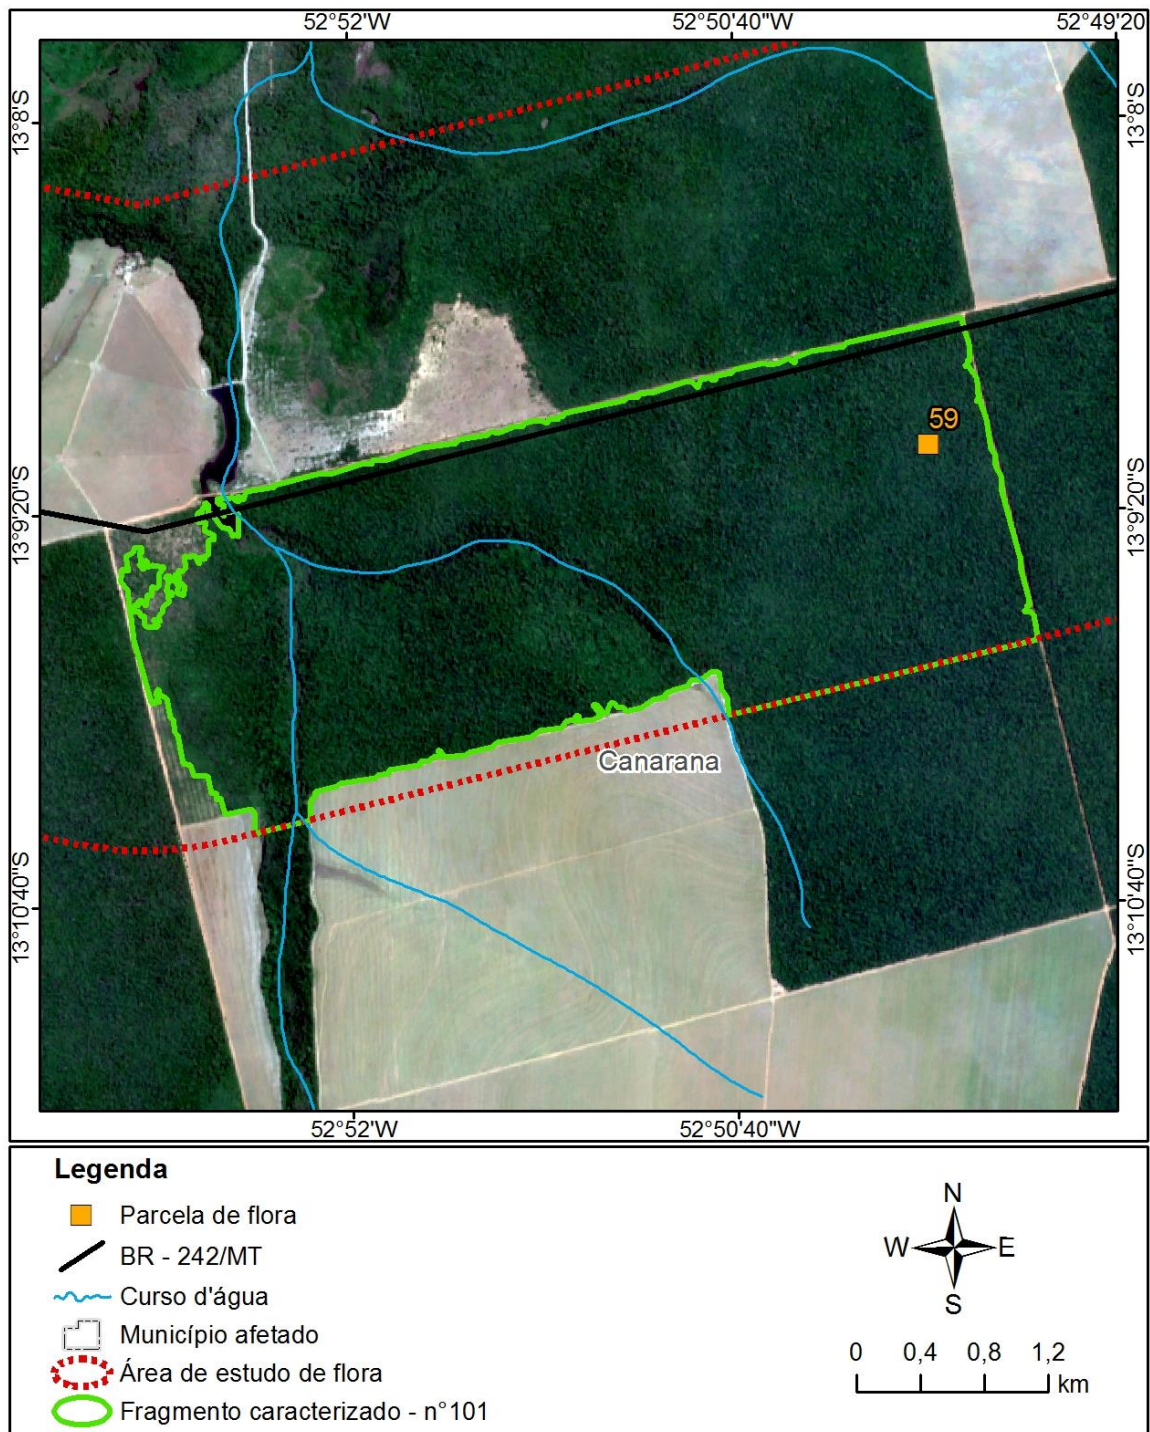 52°52'W
52°50'40"W
52°49'20
13°8'S
13°8'S
59
13°9'20"S
13°9'20"S
Canarana
13°10'40"S
13°10'40"S
52°52'W
52°50'40"W
Legenda
Parcela de flora
BR - 242/MT
Curso d'água
Município afetado
Área de estudo de flora
Fragmento caracterizado - n°101
N
W
E
S
0 0,4 0,8 1,2
km